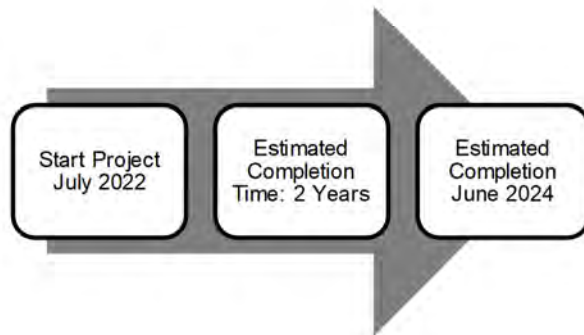 Start Project
July 2022
Estimated
Completion
Time: 2 Years
Estimated
Completion
June 2024